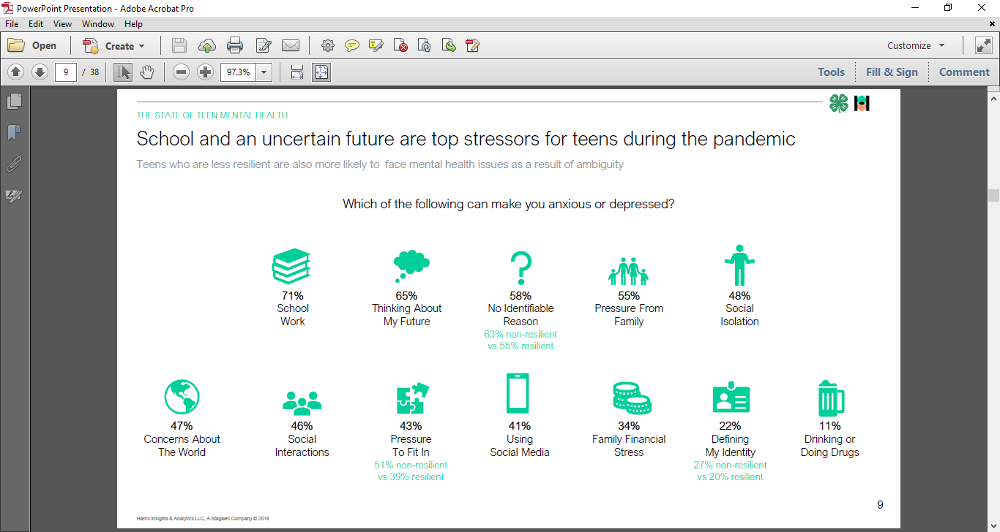 PowerPoint Presentation - Adobe Acrobat Pro
File Edit View Window Help
Open Create Customize
9 / 38 97.3% Tools Fill & Sign Comment
THE STATE OF TEEN MENTAL HEALTH
School and an uncertain future are top stressors for teens during the pandemic
Teens who are less resilient are also more likely to face mental health issues as a result of ambiguity
Which of the following can make you anxious or depressed?
71%
School
Work
65%
Thinking About
My Future
58%
No Identifiable
Reason
63% non-resilient
vs 55% resilient
55%
Pressure From
Family
48%
Social
Isolation
47%
Concerns About
The World
46%
Social
Interactions
43%
Pressure
To Fit In
51% non-resilient
vs 39% resilient
41%
Using
Social Media
34%
Family Financial
Stress
22%
Defining
My Identity
27% non-resilient
vs 20% resilient
11%
Drinking or
Doing Drugs
9
Harris Insights & Analytics LLC, A Stagwell Company © 2018